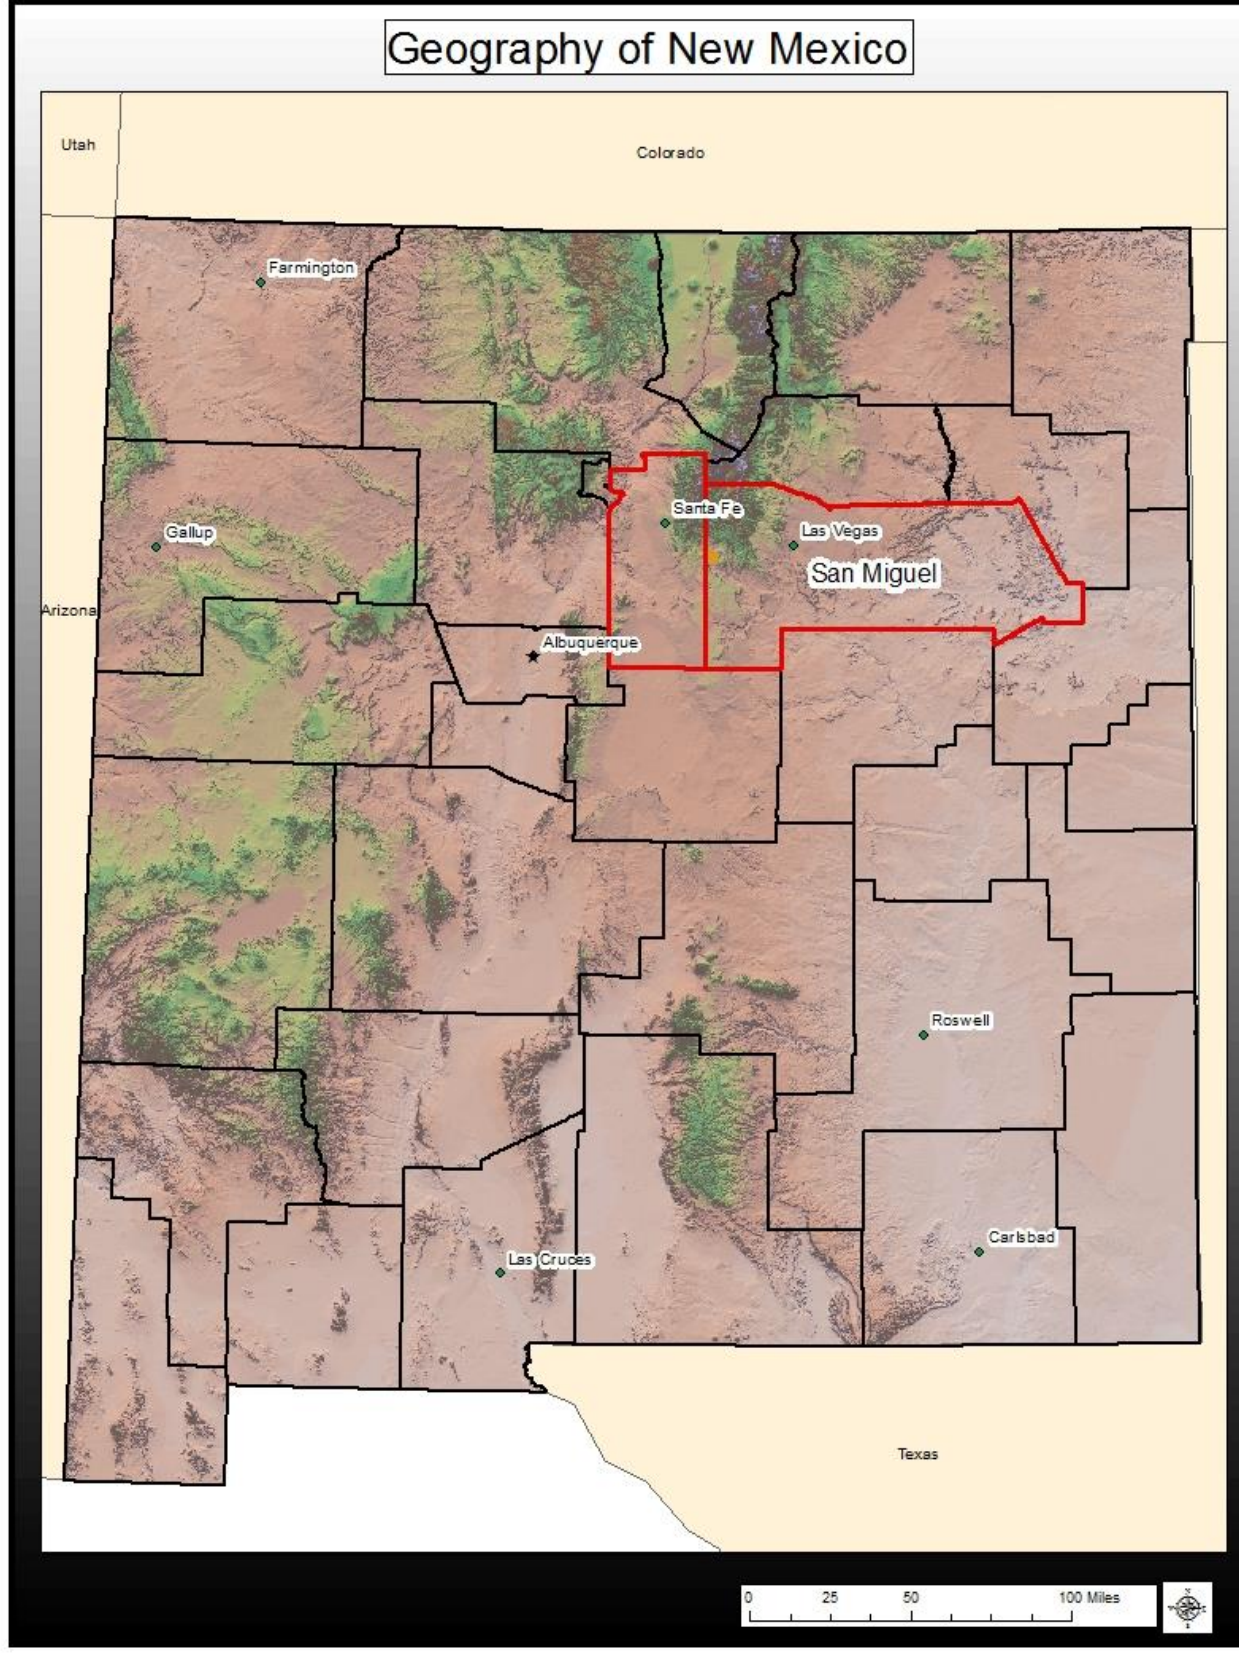 Geography of New Mexico
Utah
Colorado
Farmington
Santa Fe
Gallup
Las Vegas
San Miguel
Arizona
Albuquerque
Roswell
Carlsbad
Las Cruces
Texas
0 25 50 100 Miles